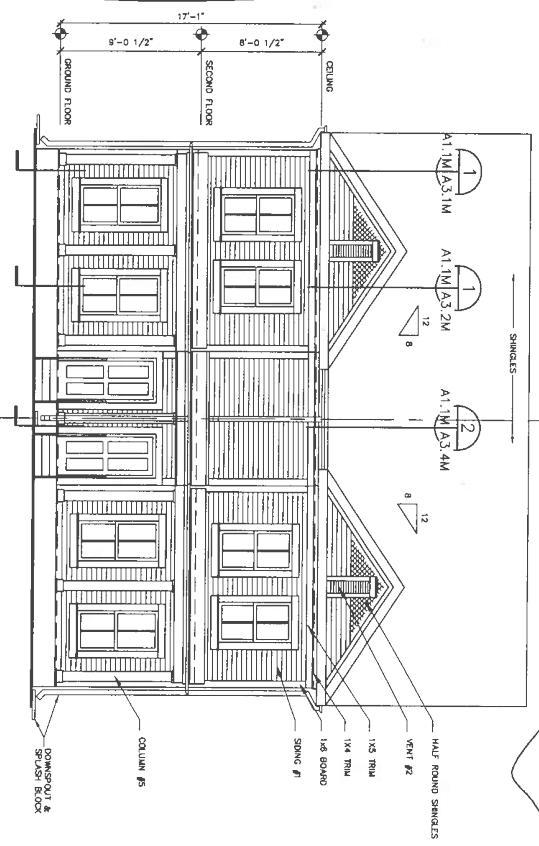 17'-1"
9'-0 1/2"
8'-0 1/2"
GROUND FLOOR
SECOND FLOOR
CEILING
1
A1.1M A3.1M
1
A1.1M A3.2M
2
A1.1M A3.4M
SHINGLES
12
8
12
8
HALF ROUND SHINGLES
VENT #2
1X5 TRIM
1X4 TRIM
1x6 BOARD
SIDING #1
COLUMN #5
DOWNSPOUT &
SPLASH BLOCK